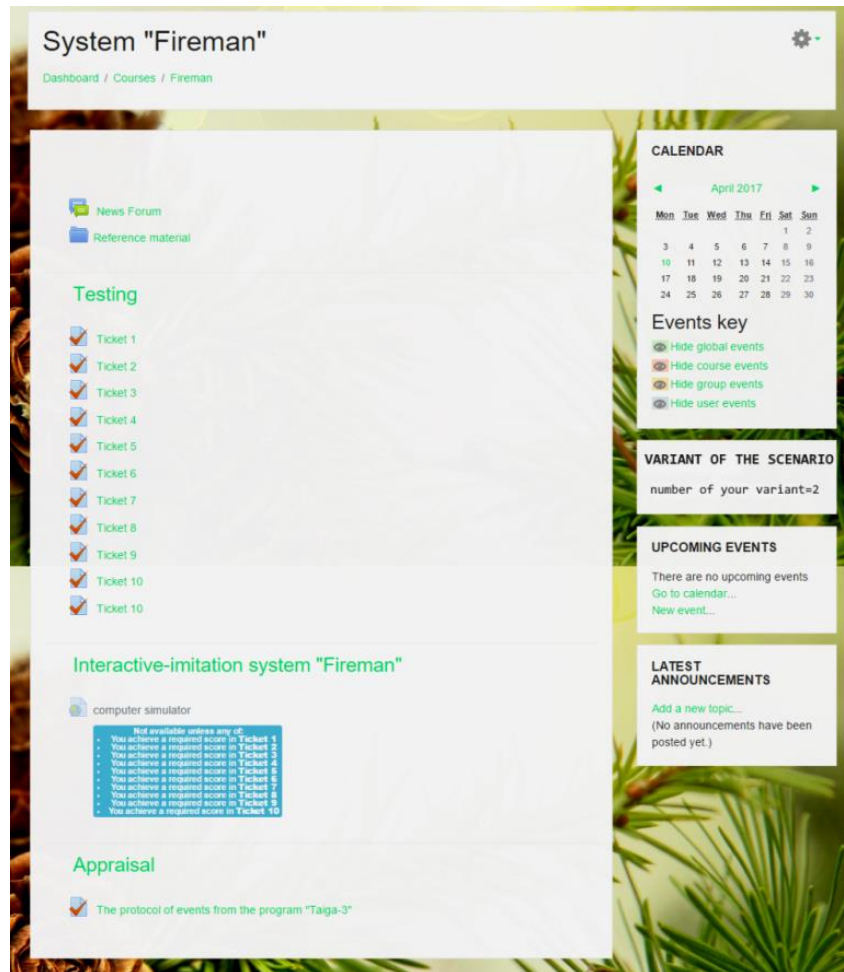 System "Fireman"
Dashboard / Courses / Fireman
News Forum
Reference material
Testing
Ticket 1
Ticket 2
Ticket 3
Ticket 4
Ticket 5
Ticket 6
Ticket 7
Ticket 8
Ticket 9
Ticket 10
Ticket 10
Interactive-imitation system "Fireman"
computer simulator
Not available unless any of:
• You achieve a required score in Ticket 1
• You achieve a required score in Ticket 2
• You achieve a required score in Ticket 3
• You achieve a required score in Ticket 4
• You achieve a required score in Ticket 5
• You achieve a required score in Ticket 6
• You achieve a required score in Ticket 7
• You achieve a required score in Ticket 8
• You achieve a required score in Ticket 9
• You achieve a required score in Ticket 10
Appraisal
The protocol of events from the program "Taiga-3"
CALENDAR
◄ April 2017 ►
Mon Tue Wed Thu Fri Sat Sun
1 2
3 4 5 6 7 8 9
10 11 12 13 14 15 16
17 18 19 20 21 22 23
24 25 26 27 28 29 30
Events key
Hide global events
Hide course events
Hide group events
Hide user events
VARIANT OF THE SCENARIO
number of your variant=2
UPCOMING EVENTS
There are no upcoming events
Go to calendar...
New event...
LATEST
ANNOUNCEMENTS
Add a new topic...
(No announcements have been
posted yet.)